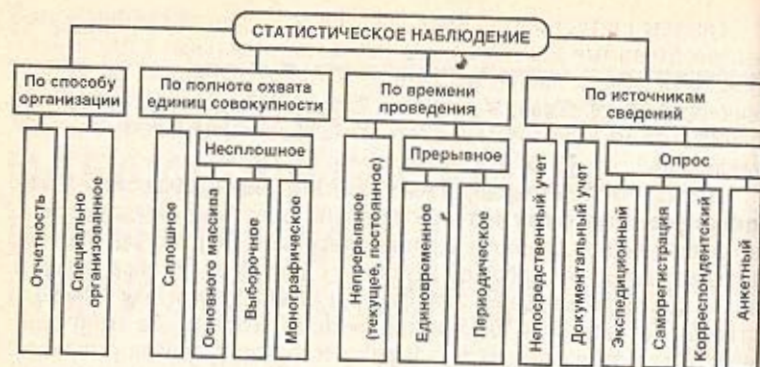 СТАТИСТИЧЕСКОЕ НАБЛЮДЕНИЕ
По способу
организации
По полноте охвата
единиц совокупности
По времени
проведения
По источникам
сведений
Отчетность
Специально
организованное
Сплошное
Несплошное
Основного массива
Выборочное
Монографическое
Непрерывное
(текущее, постоянное)
Прерывное
Единовременное
Периодическое
Непосредственный учет
Документальный учет
Опрос
Экспедиционный
Саморегистрация
Корреспондентский
Анкетный